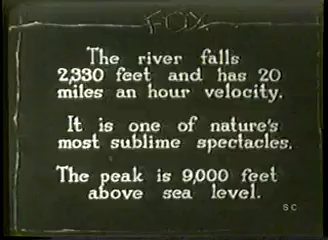 FOX
The river falls
2,330 feet and has 20
miles an hour velocity.
It is one of nature's
most sublime spectacles.
The peak is 9,000 feet
above sea level.
SC